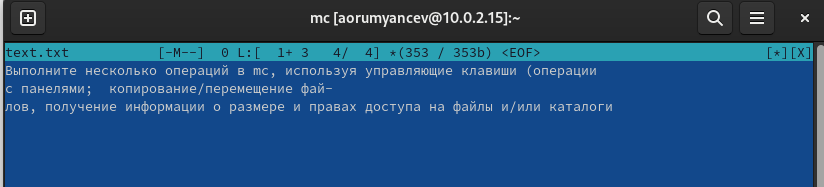 mc [aorumyancev@10.0.2.15]:~
text.txt [-M--] 0 L:[ 1+ 3 4/ 4] *(353 / 353b) <EOF> [*][X]
Выполните несколько операций в mc, используя управляющие клавиши (операции
с панелями; копирование/перемещение фай-
лов, получение информации о размере и правах доступа на файлы и/или каталоги